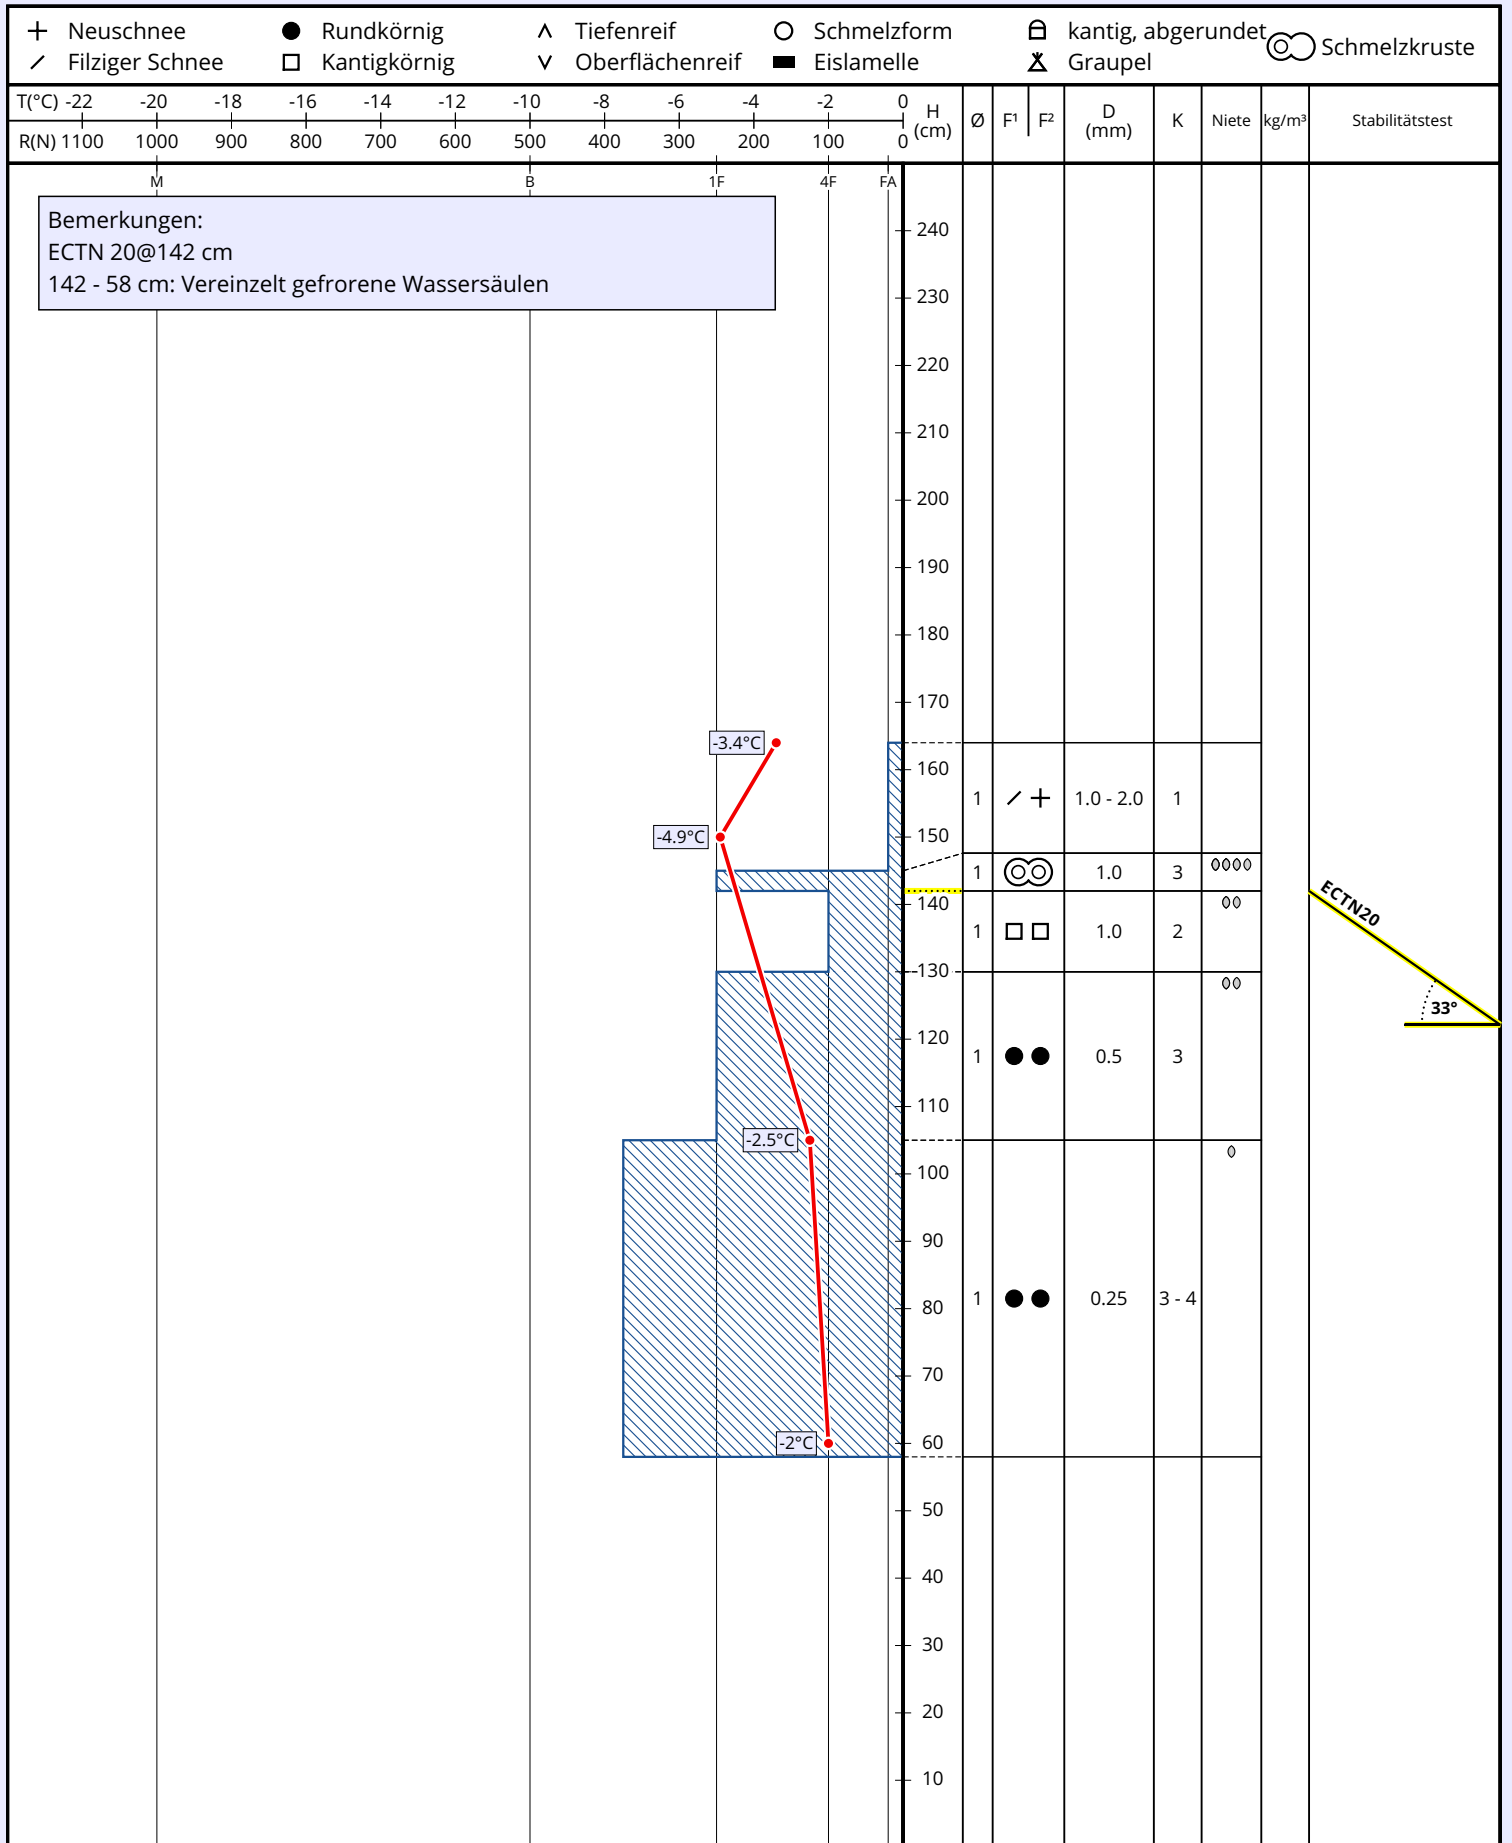 Neuschnee Rundkörnig Tiefenreif Schmelzform kantig, abgerundet Schmelzkruste
Filziger Schnee Kantigkörnig Oberflächenreif Eislamelle Graupel
T(°C) -22 -20 -18 -16 -14 -12 -10 -8 -6 -4 -2 0
R(N) 1100 1000 900 800 700 600 500 400 300 200 100 0
H (cm) Ø F¹ F² D (mm) K Niete kg/m³ Stabilitätstest
M B 1F 4F FA
Bemerkungen:
ECTN 20@142 cm
142 - 58 cm: Vereinzelt gefrorene Wassersäulen
240
230
220
210
200
190
180
170
-3.4°C
160
1 1.0 - 2.0 1
-4.9°C 150
1 1.0 3
140 ECTN20
1 1.0 2
130
33°
120
1 0.5 3
110
-2.5°C
100
90
1 0.25 3 - 4
80
70
-2°C 60
50
40
30
20
10